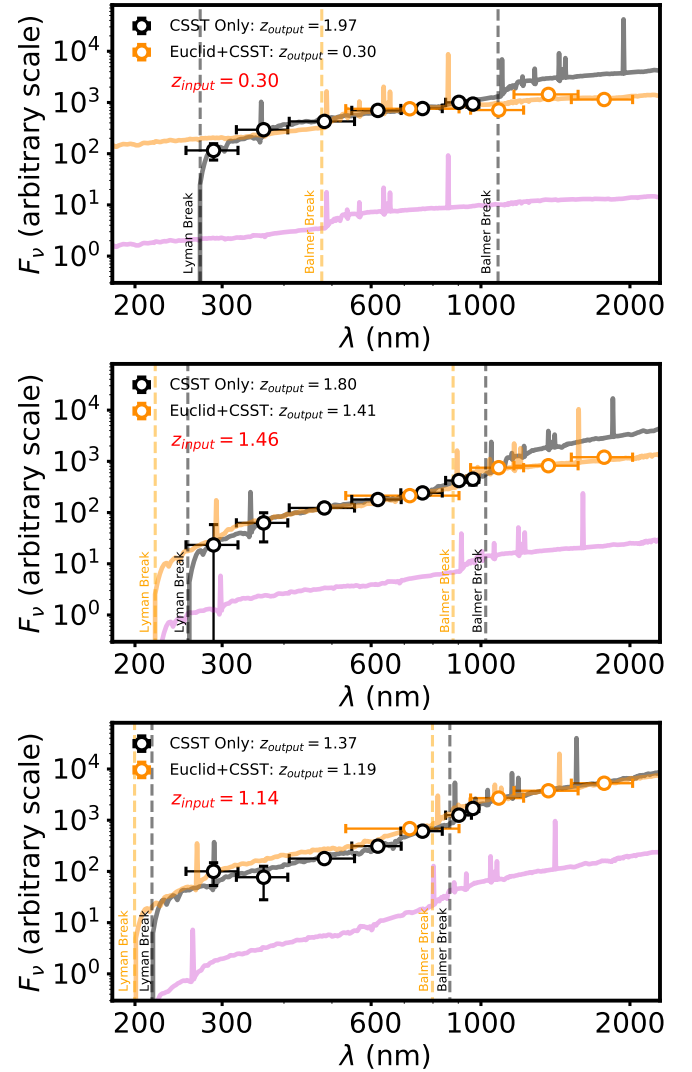 CSST Only: z_output = 1.97
Euclid+CSST: z_output = 0.30
z_input = 0.30
F_ν (arbitrary scale)
10^4
10^3
10^2
10^1
10^0
Lyman Break
Balmer Break
Balmer Break
200 300 600 1000 2000
λ (nm)
CSST Only: z_output = 1.80
Euclid+CSST: z_output = 1.41
z_input = 1.46
F_ν (arbitrary scale)
10^4
10^3
10^2
10^1
10^0
Lyman Break
Lyman Break
Balmer Break
Balmer Break
200 300 600 1000 2000
λ (nm)
CSST Only: z_output = 1.37
Euclid+CSST: z_output = 1.19
z_input = 1.14
F_ν (arbitrary scale)
10^4
10^3
10^2
10^1
10^0
Lyman Break
Lyman Break
Balmer Break
Balmer Break
200 300 600 1000 2000
λ (nm)